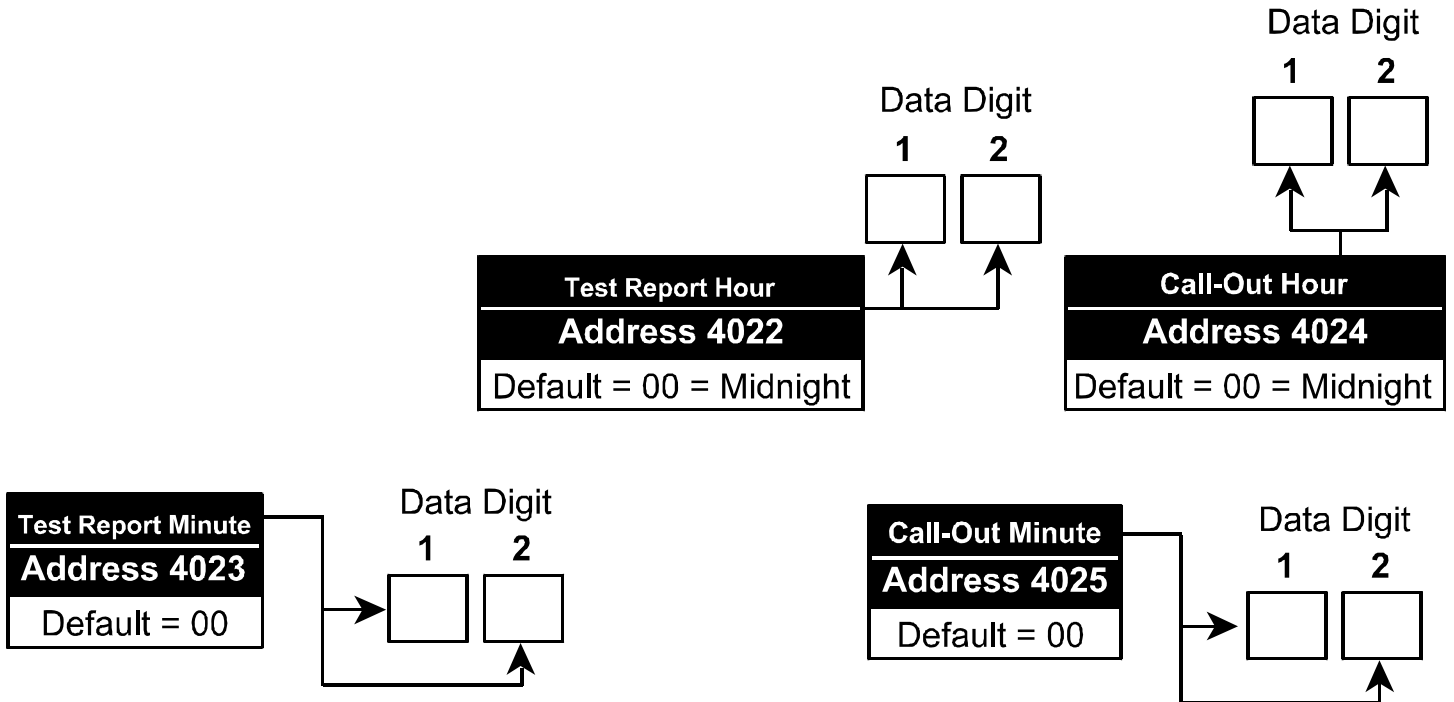 Data Digit
1 2
Test Report Hour
Address 4022
Default = 00 = Midnight
Data Digit
1 2
Call-Out Hour
Address 4024
Default = 00 = Midnight
Test Report Minute
Address 4023
Default = 00
Data Digit
1 2
Call-Out Minute
Address 4025
Default = 00
Data Digit
1 2